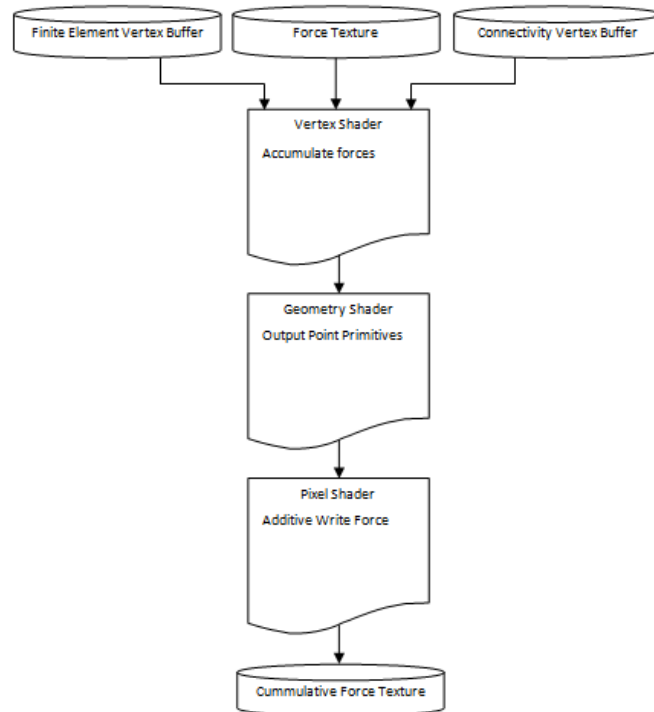 Finite Element Vertex Buffer
Force Texture
Connectivity Vertex Buffer
Vertex Shader
Accumulate forces
Geometry Shader
Output Point Primitives
Pixel Shader
Additive Write Force
Cummulative Force Texture